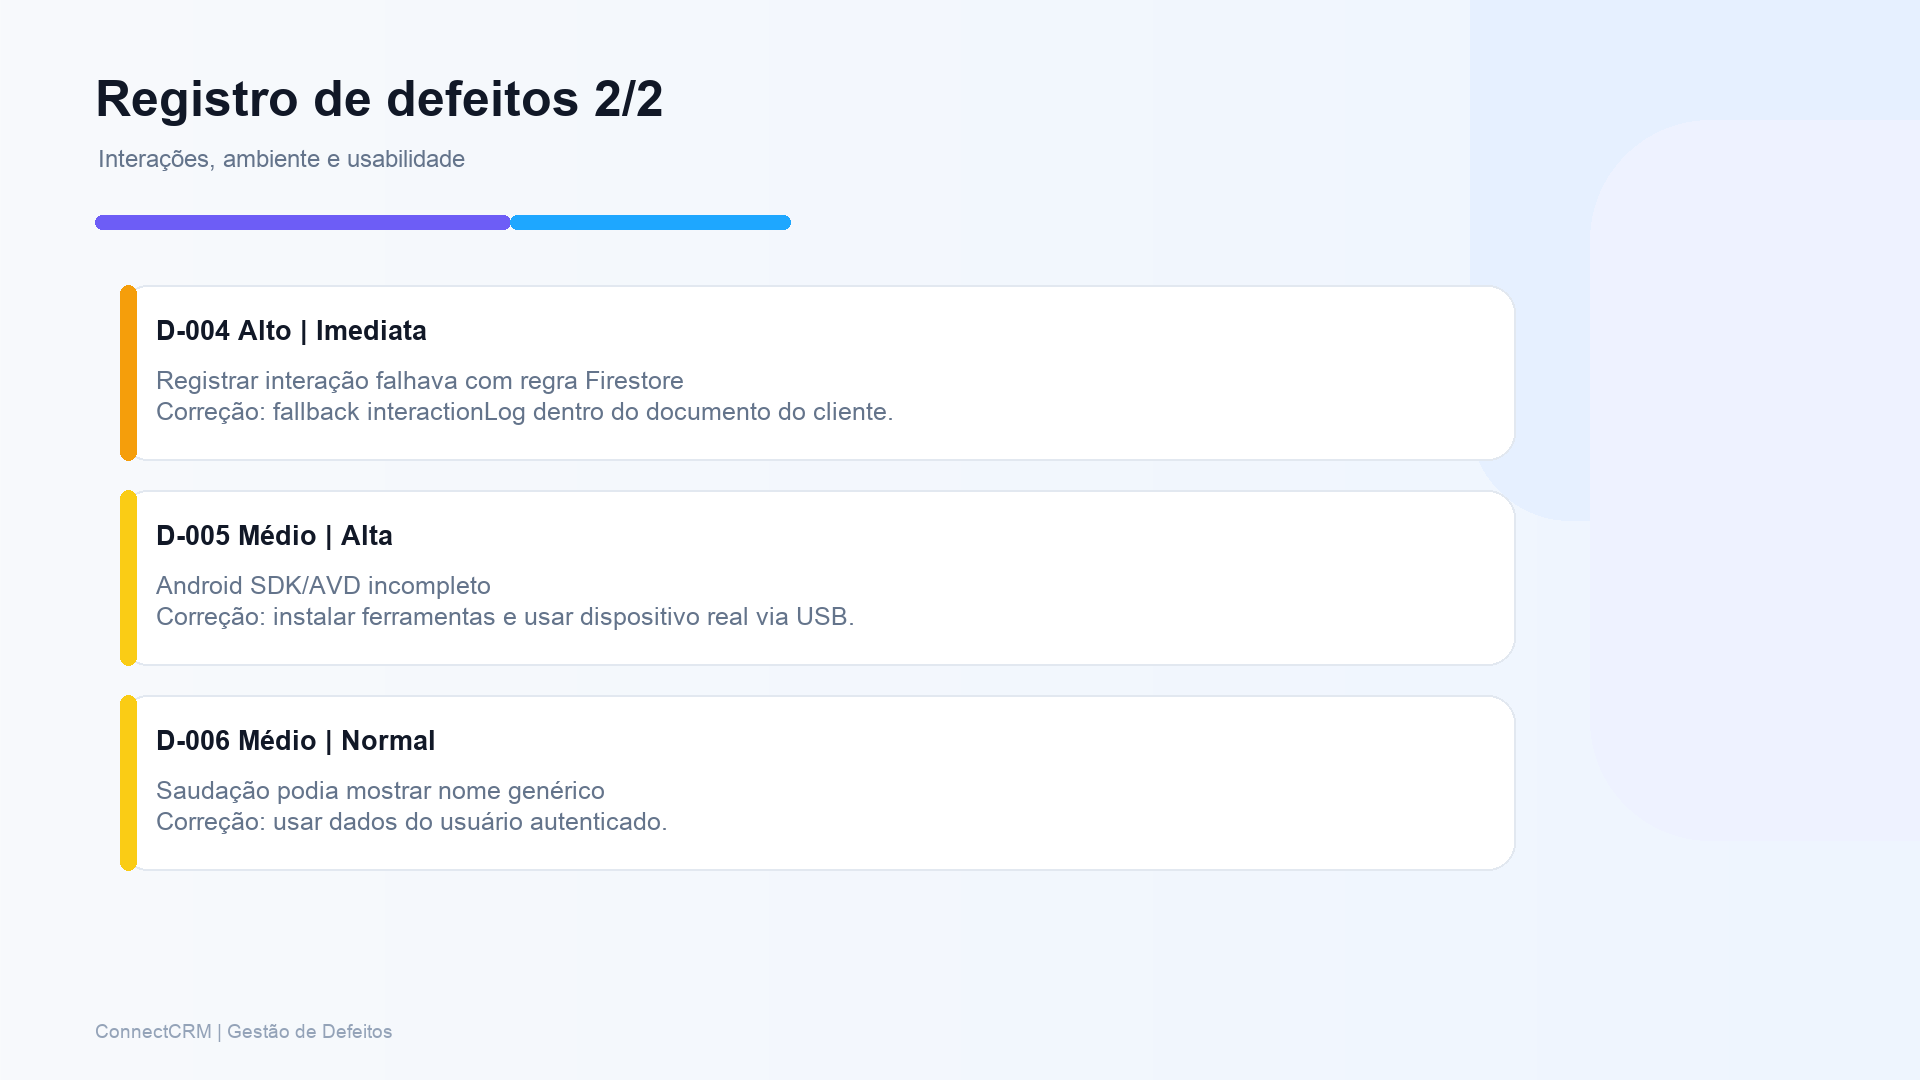 Registro de defeitos 2/2
Interações, ambiente e usabilidade
D-004 Alto | Imediata
Registrar interação falhava com regra Firestore
Correção: fallback interactionLog dentro do documento do cliente.
D-005 Médio | Alta
Android SDK/AVD incompleto
Correção: instalar ferramentas e usar dispositivo real via USB.
D-006 Médio | Normal
Saudação podia mostrar nome genérico
Correção: usar dados do usuário autenticado.
ConnectCRM | Gestão de Defeitos